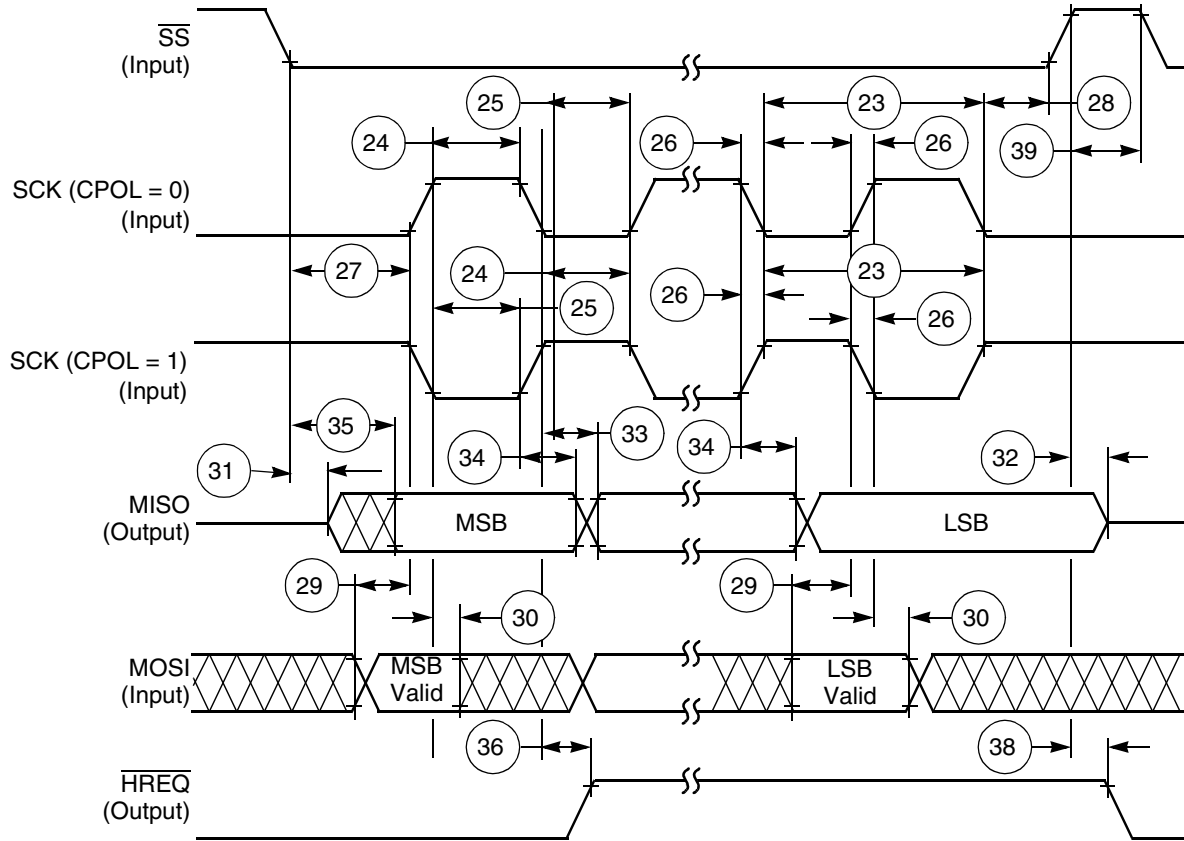 SS
(Input)
25
23
28
24
26
26
39
SCK (CPOL = 0)
(Input)
27
24
23
26
25
26
SCK (CPOL = 1)
(Input)
35
33
34
34
31
32
MISO
(Output)
MSB
LSB
29
29
30
30
MOSI
(Input)
MSB
Valid
LSB
Valid
36
38
HREQ
(Output)